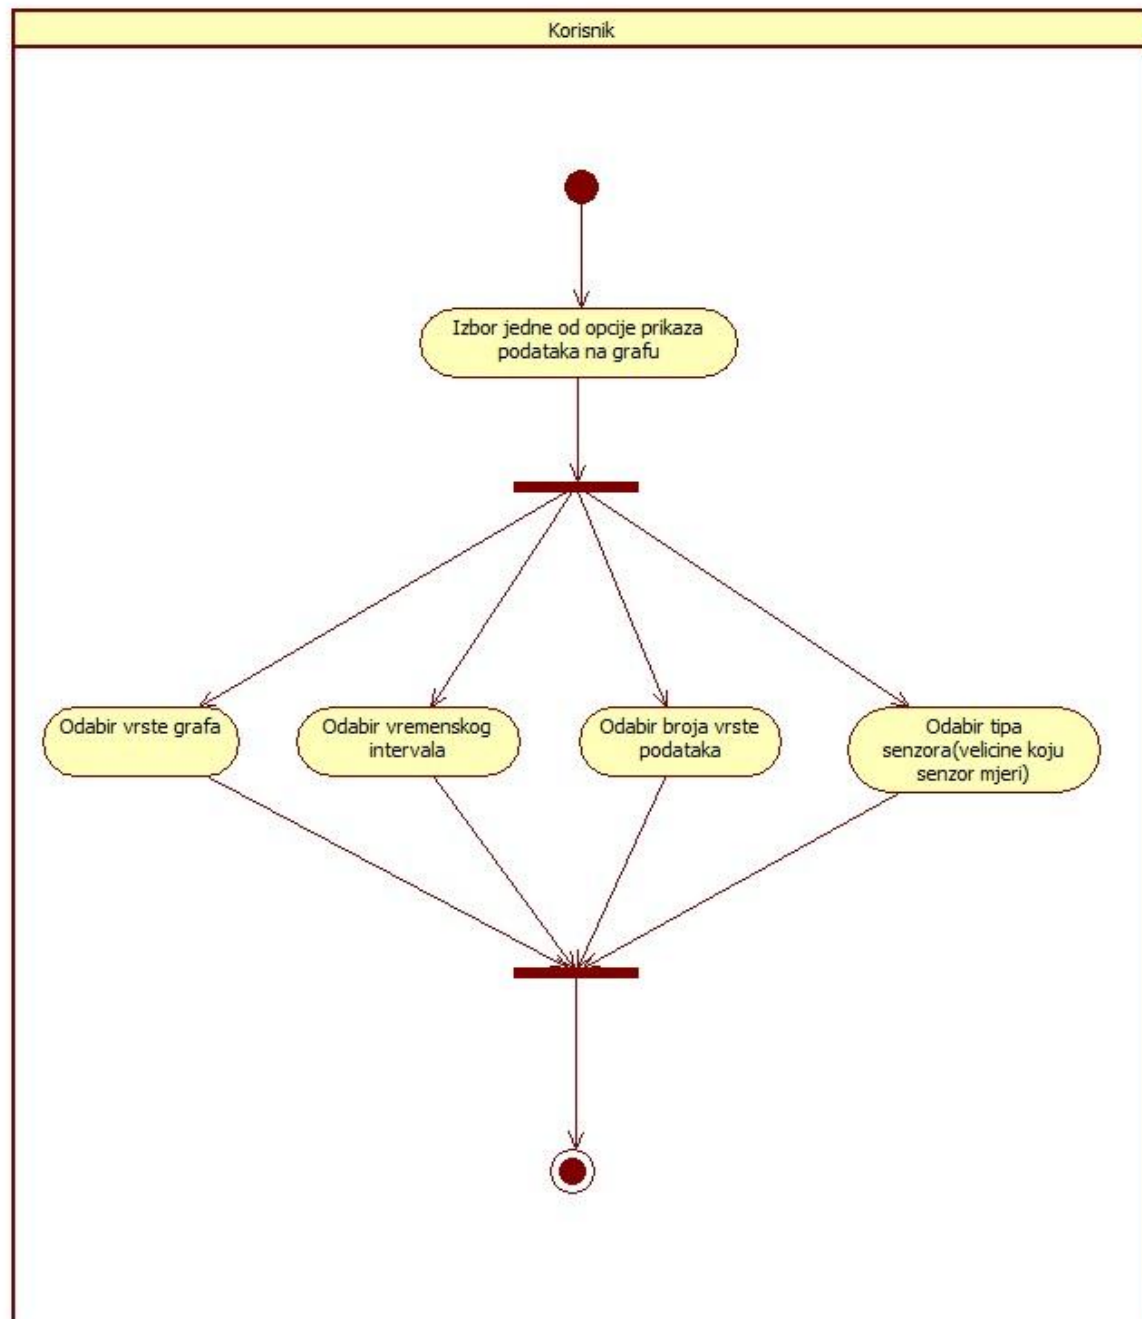 Korisnik
Izbor jedne od opcije prikaza
podataka na grafu
Odabir vrste grafa
Odabir vremenskog
intervala
Odabir broja vrste
podataka
Odabir tipa
senzora(velicine koju
senzor mjeri)